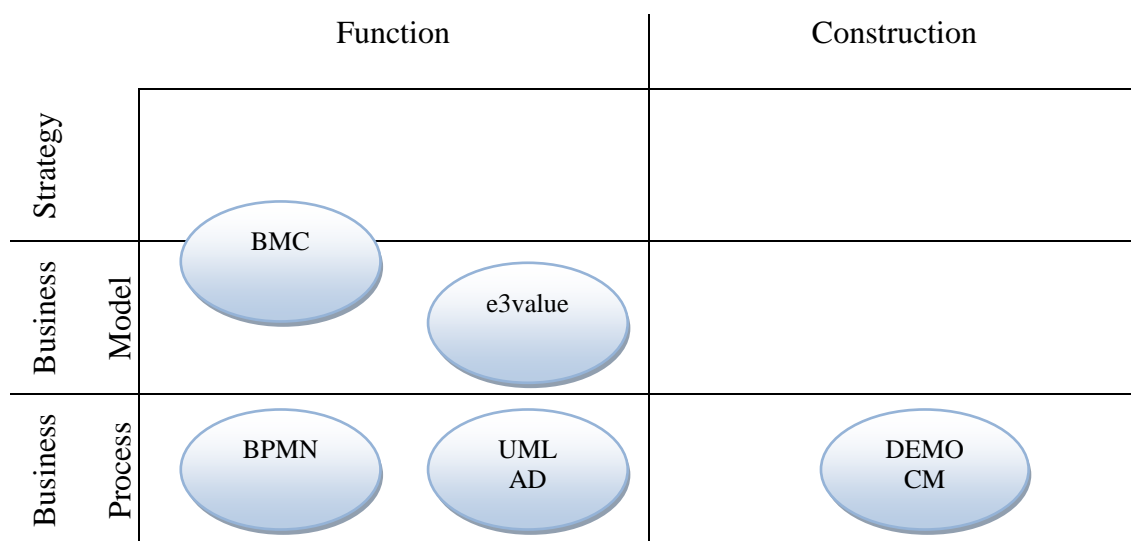 Function
Construction
Strategy
BMC
Business
Model
e3value
Business
Process
BPMN
UML
AD
DEMO
CM